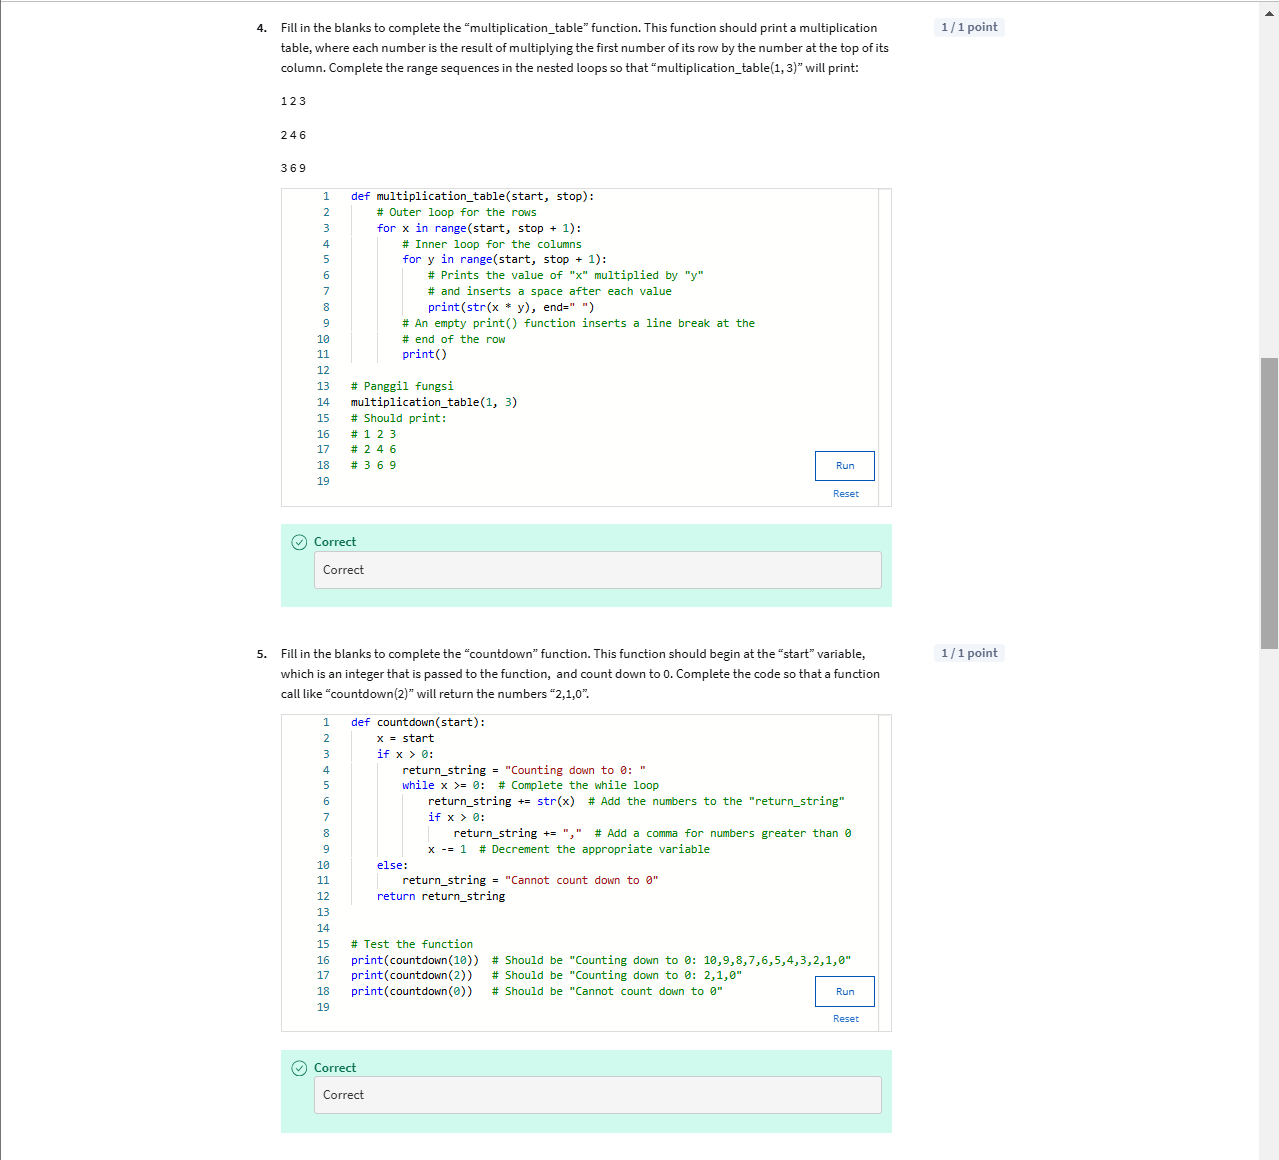 4. Fill in the blanks to complete the “multiplication_table” function. This function should print a multiplication
1 / 1 point
table, where each number is the result of multiplying the first number of its row by the number at the top of its
column. Complete the range sequences in the nested loops so that “multiplication_table(1, 3)” will print:
1 2 3
2 4 6
3 6 9
1 def multiplication_table(start, stop):
2 # Outer loop for the rows
3 for x in range(start, stop + 1):
4 # Inner loop for the columns
5 for y in range(start, stop + 1):
6 # Prints the value of "x" multiplied by "y"
7 # and inserts a space after each value
8 print(str(x * y), end=" ")
9 # An empty print() function inserts a line break at the
10 # end of the row
11 print()
12
13 # Panggil fungsi
14 multiplication_table(1, 3)
15 # Should print:
16 # 1 2 3
17 # 2 4 6
18 # 3 6 9
19
Run
Reset
Correct
Correct
5. Fill in the blanks to complete the “countdown” function. This function should begin at the “start” variable,
1 / 1 point
which is an integer that is passed to the function, and count down to 0. Complete the code so that a function
call like “countdown(2)” will return the numbers “2,1,0”.
1 def countdown(start):
2 x = start
3 if x > 0:
4 return_string = "Counting down to 0: "
5 while x >= 0: # Complete the while loop
6 return_string += str(x) # Add the numbers to the "return_string"
7 if x > 0:
8 return_string += "," # Add a comma for numbers greater than 0
9 x -= 1 # Decrement the appropriate variable
10 else:
11 return_string = "Cannot count down to 0"
12 return return_string
13
14
15 # Test the function
16 print(countdown(10)) # Should be "Counting down to 0: 10,9,8,7,6,5,4,3,2,1,0"
17 print(countdown(2)) # Should be "Counting down to 0: 2,1,0"
18 print(countdown(0)) # Should be "Cannot count down to 0"
19
Run
Reset
Correct
Correct